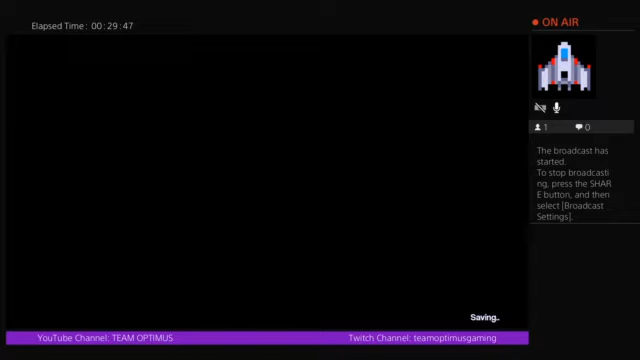 Elapsed Time : 00 : 29 : 47
ON AIR
1 0
The broadcast has
started.
To stop broadcasti
ng, press the SHAR
E button, and then
select [Broadcast
Settings].
Saving..
YouTube Channel: TEAM OPTIMUS Twitch Channel: teamoptimusgaming